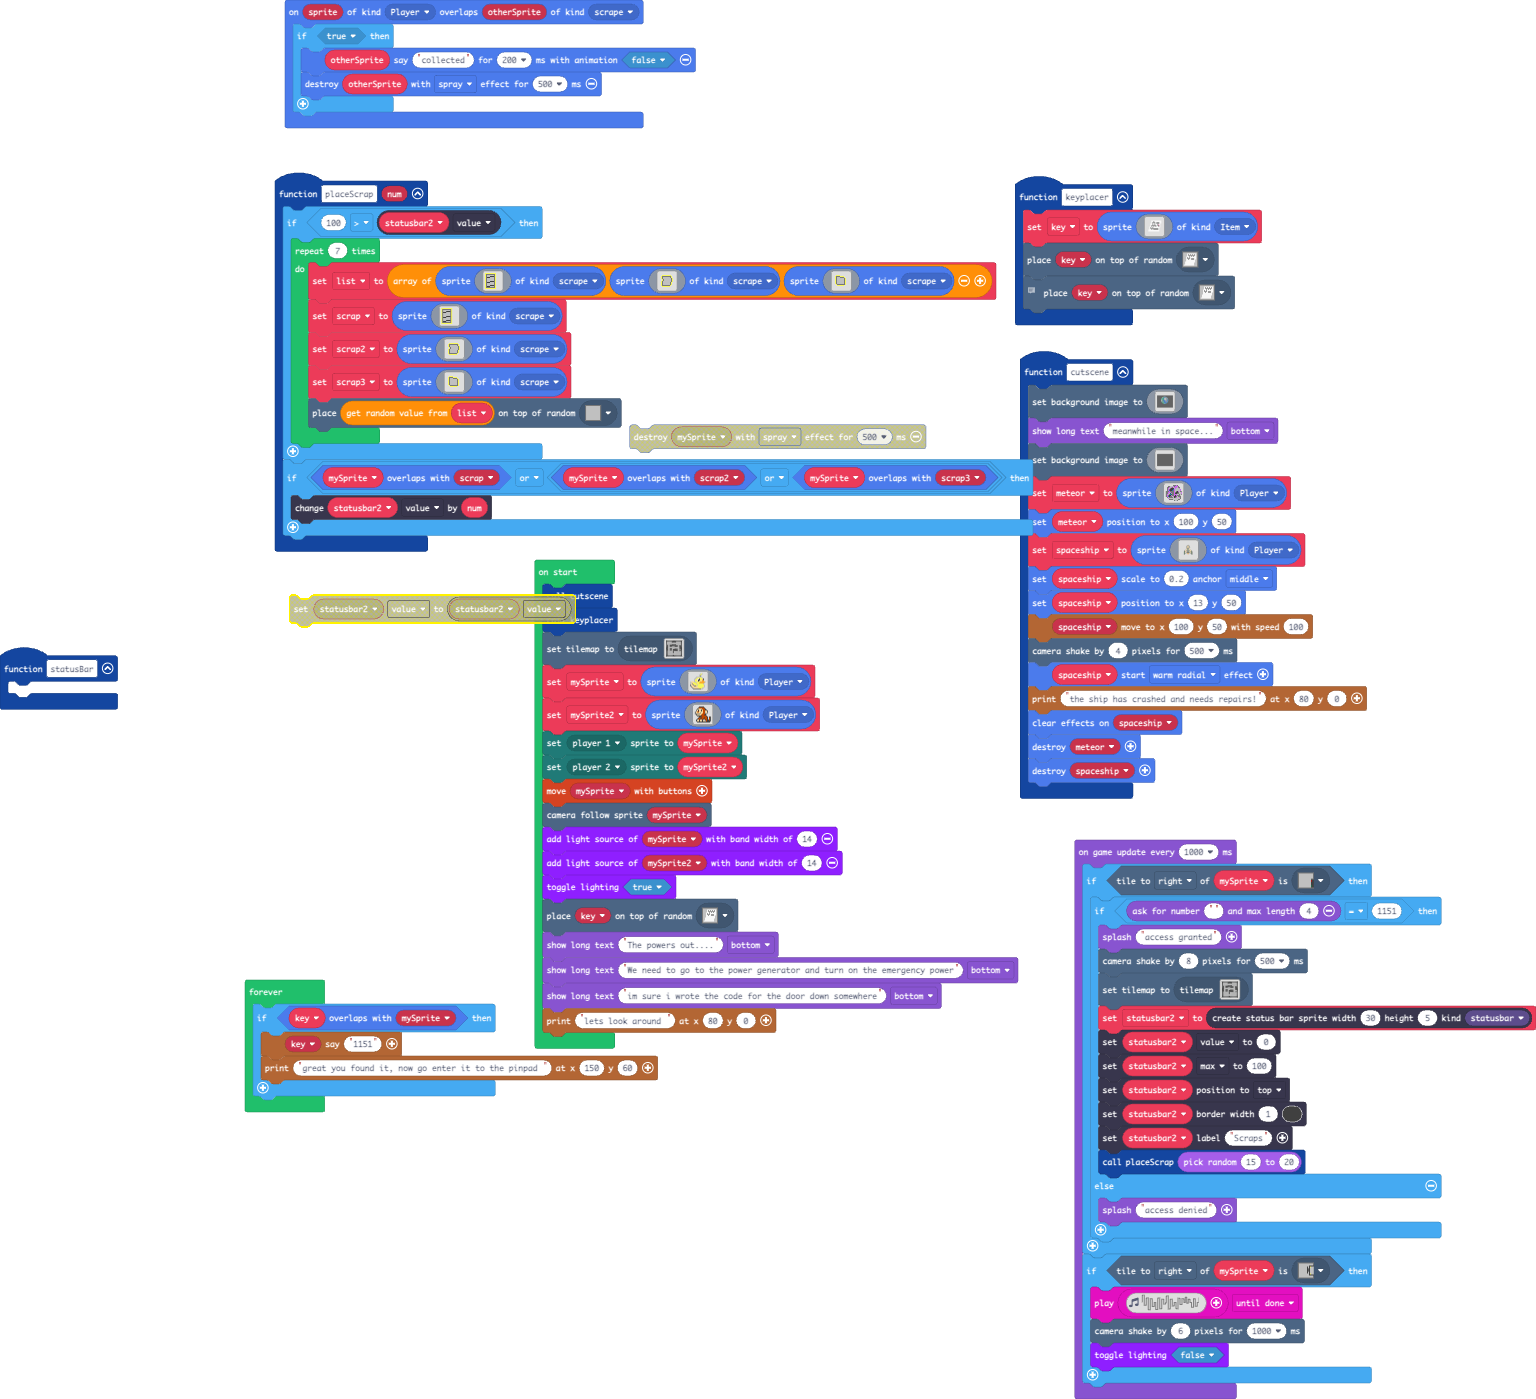 on sprite of kind Player overlaps otherSprite of kind scrape
if true then
otherSprite say "collected" for 200 ms with animation false
destroy otherSprite with spray effect for 500 ms
function placeScrap num
if 100 > statusbar2 value then
repeat 7 times
do
set list to array of sprite of kind scrape sprite of kind scrape sprite of kind scrape
set scrap to sprite of kind scrape
set scrap2 to sprite of kind scrape
set scrap3 to sprite of kind scrape
place get random value from list on top of random
destroy mySprite with spray effect for 500 ms
if mySprite overlaps with scrap or mySprite overlaps with scrap2 or mySprite overlaps with scrap3 then
change statusbar2 value by num
set statusbar2 value to statusbar2 value
function statusBar
on start
cutscene
keyplacer
set tilemap to tilemap
set mySprite to sprite of kind Player
set mySprite2 to sprite of kind Player
set player 1 sprite to mySprite
set player 2 sprite to mySprite2
move mySprite with buttons
camera follow sprite mySprite
add light source of mySprite with band width of 14
add light source of mySprite2 with band width of 14
toggle lighting true
place key on top of random
show long text "The powers out...." bottom
show long text "We need to go to the power generator and turn on the emergency power" bottom
show long text "im sure i wrote the code for the door down somewhere" bottom
print "lets look around " at x 80 y 0
forever
if key overlaps with mySprite then
key say "1151"
print "great you found it, now go enter it to the pinpad " at x 150 y 60
function keyplacer
set key to sprite of kind Item
place key on top of random
place key on top of random
function cutscene
set background image to
show long text "meanwhile in space..." bottom
set background image to
set meteor to sprite of kind Player
set meteor position to x 100 y 50
set spaceship to sprite of kind Player
set spaceship scale to 0.2 anchor middle
set spaceship position to x 13 y 50
spaceship move to x 100 y 50 with speed 100
camera shake by 4 pixels for 500 ms
spaceship start warm radial effect
print "the ship has crashed and needs repairs!" at x 80 y 0
clear effects on spaceship
destroy meteor
destroy spaceship
on game update every 1000 ms
if tile to right of mySprite is then
if ask for number "" and max length 4 = 1151 then
splash "access granted"
camera shake by 8 pixels for 500 ms
set tilemap to tilemap
set statusbar2 to create status bar sprite width 30 height 5 kind statusbar
set statusbar2 value to 0
set statusbar2 max to 100
set statusbar2 position to top
set statusbar2 border width 1
set statusbar2 label "Scraps"
call placeScrap pick random 15 to 20
else
splash "access denied"
if tile to right of mySprite is then
play until done
camera shake by 6 pixels for 1000 ms
toggle lighting false